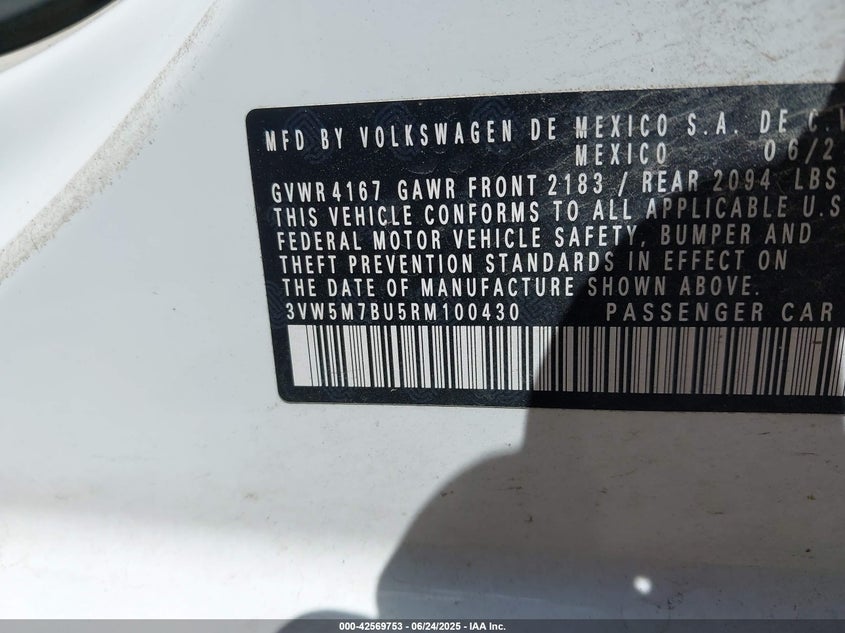 MFD BY VOLKSWAGEN DE MEXICO S.A. DE C.V
MEXICO 06/2
GVWR 4167 GAWR FRONT 2183 / REAR 2094 LBS
THIS VEHICLE CONFORMS TO ALL APPLICABLE U.S
FEDERAL MOTOR VEHICLE SAFETY, BUMPER AND
THEFT PREVENTION STANDARDS IN EFFECT ON
THE DATE OF MANUFACTURE SHOWN ABOVE.
3VW5M7BU5RM100430 PASSENGER CAR
000-42569753 - 06/24/2025 - IAA Inc.